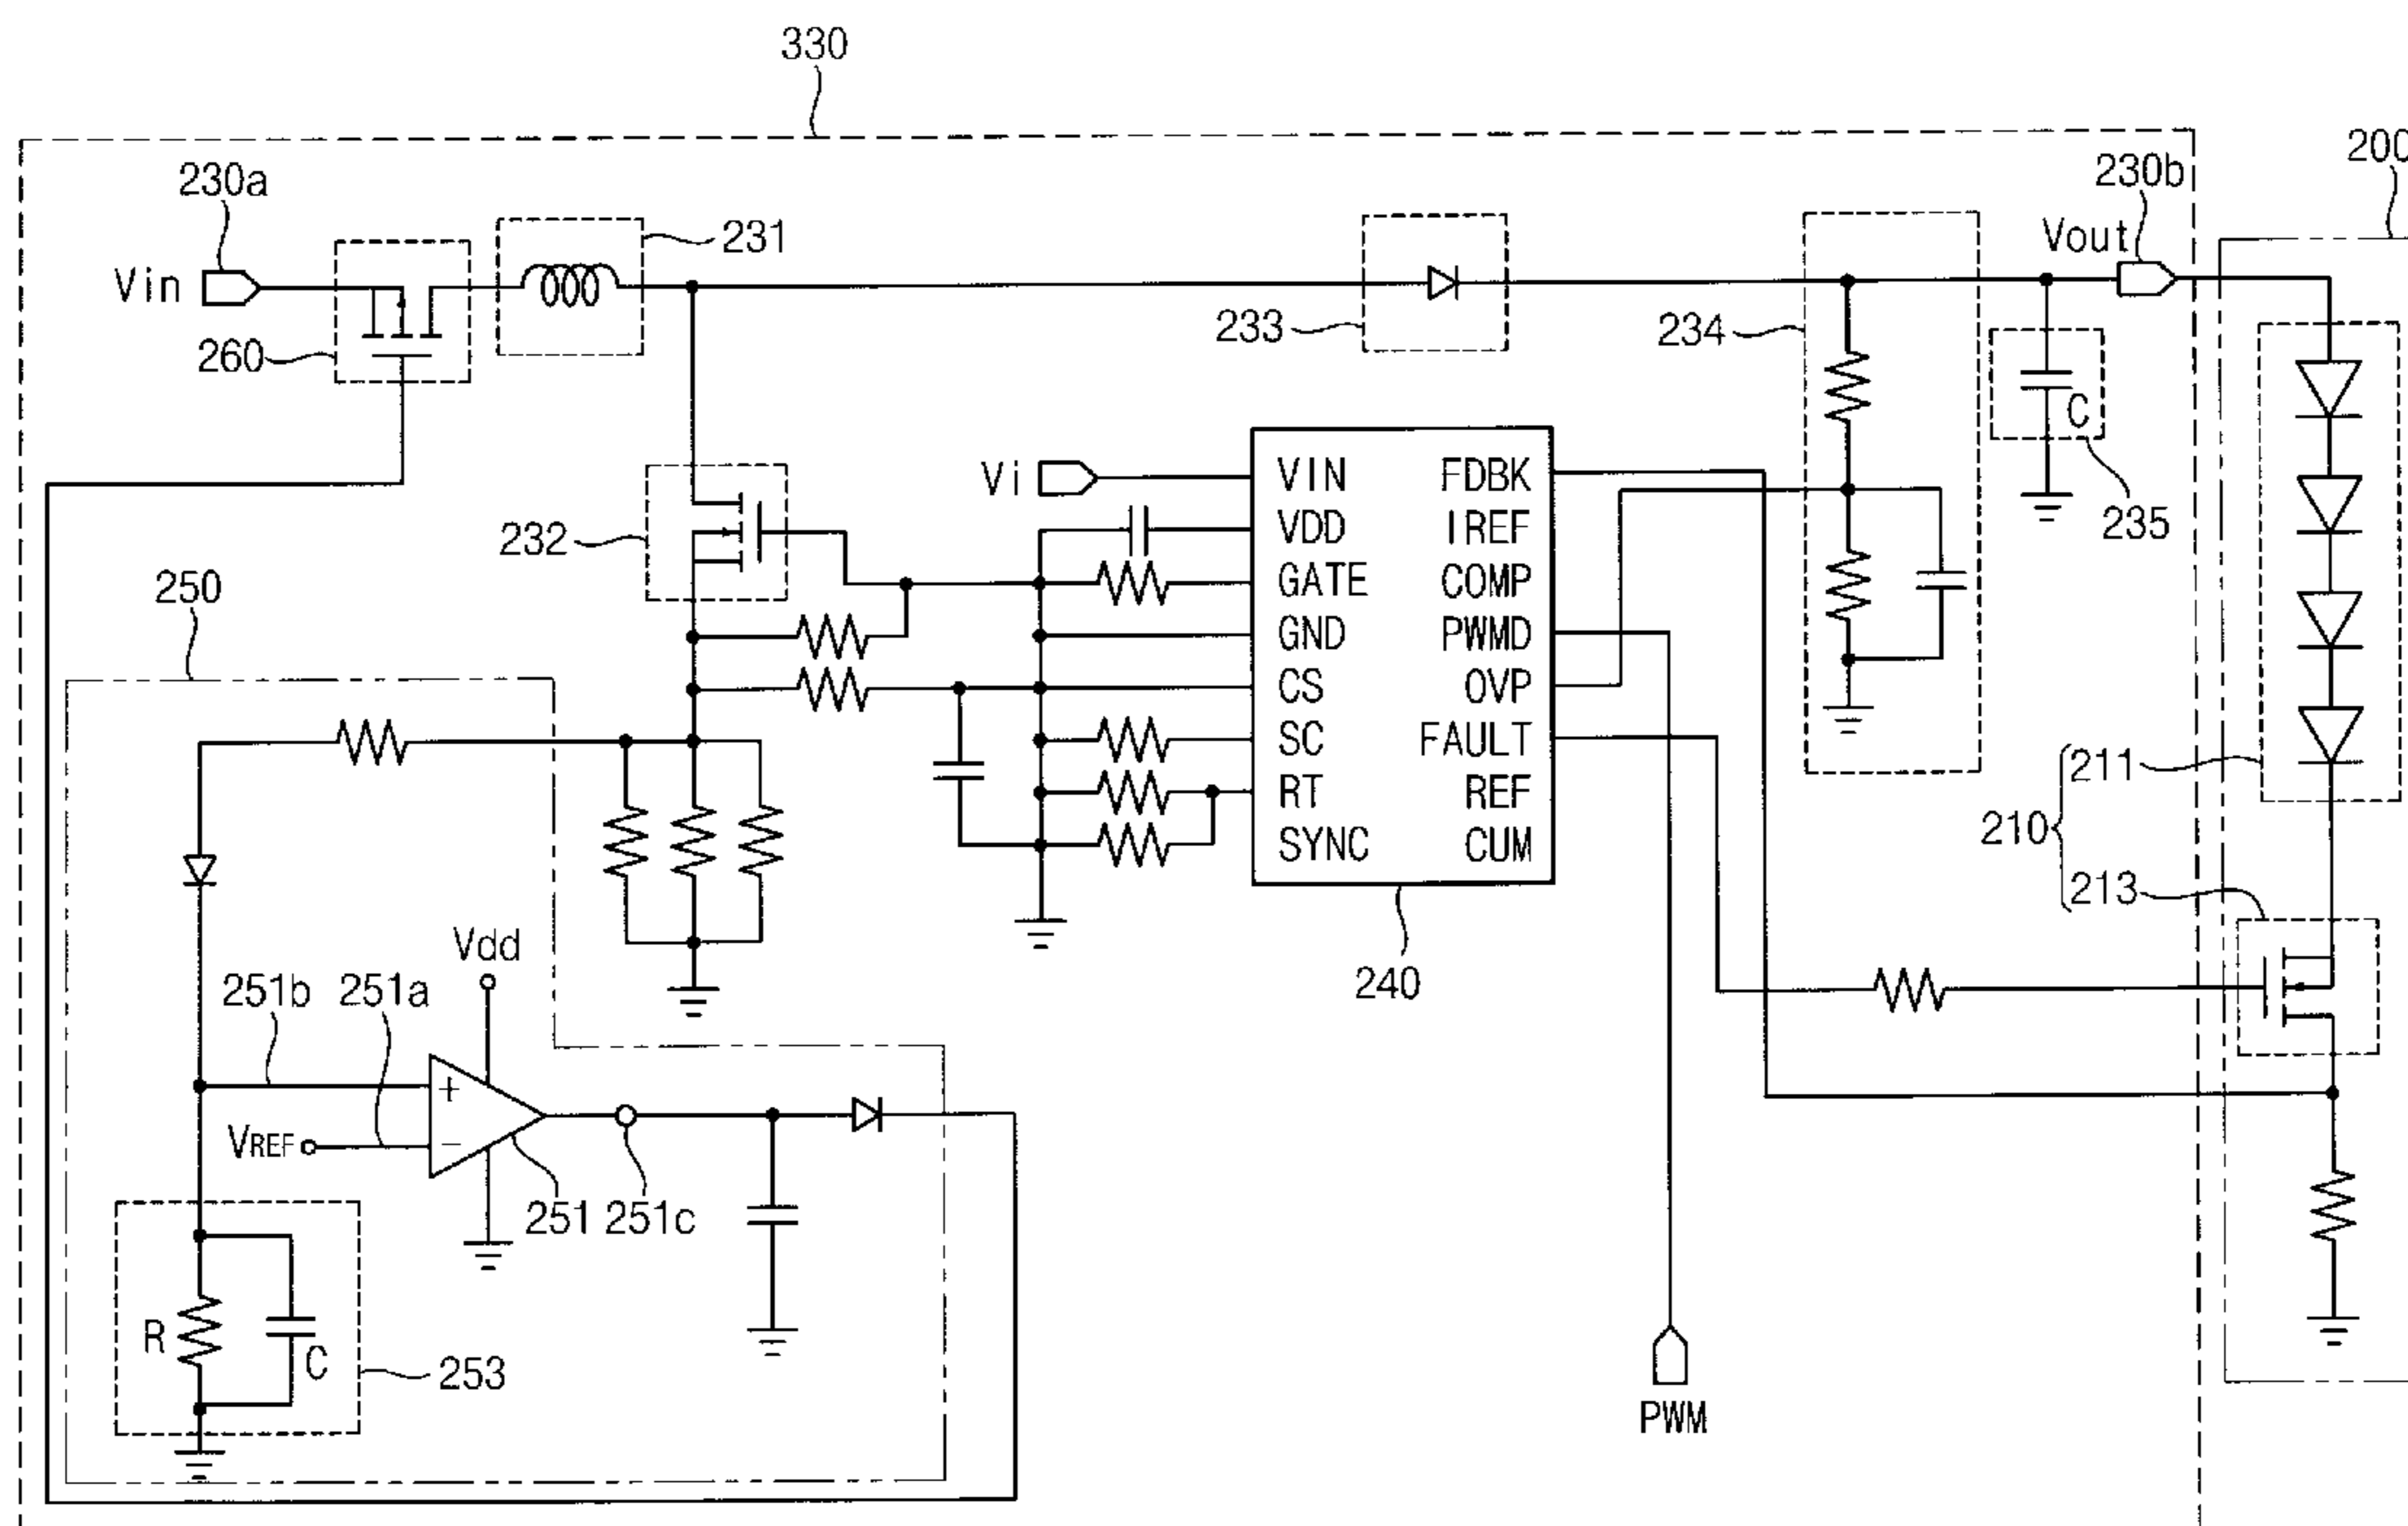 330
230a
230b
200
Vin
231
Vout
260
233
234
C
235
Vi
VIN
FDBK
232
VDD
IREF
GATE
COMP
250
GND
PWMD
CS
OVP
SC
FAULT
RT
REF
SYNC
CUM
211
210
213
240
Vdd
251b
251a
+
VREF
−
251
251c
R
C
253
PWM